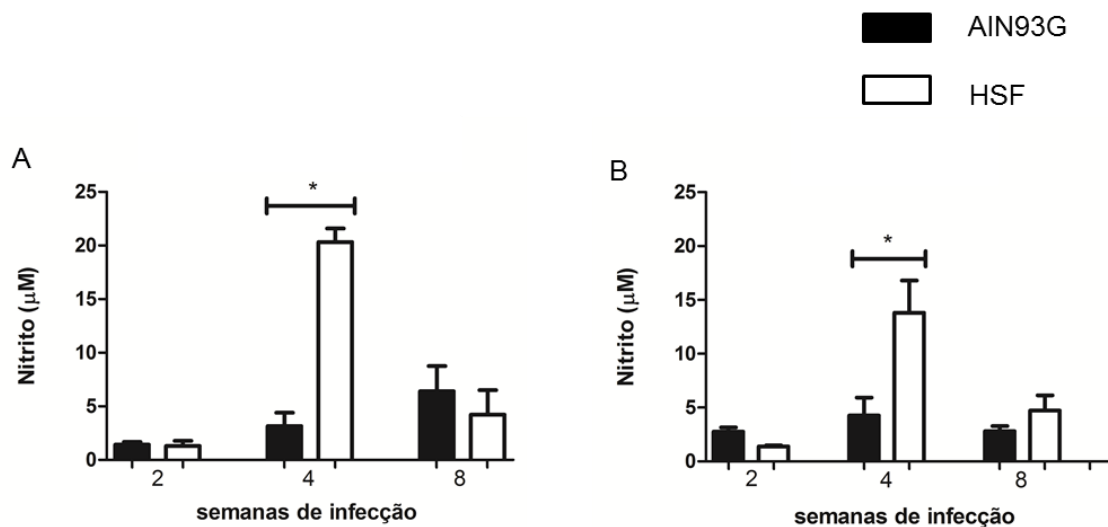 AIN93G
HSF
A
25
20
15
10
5
0
Nitrito (µM)
*
2
4
8
semanas de infecção
B
25
20
15
10
5
0
Nitrito (µM)
*
2
4
8
semanas de infecção